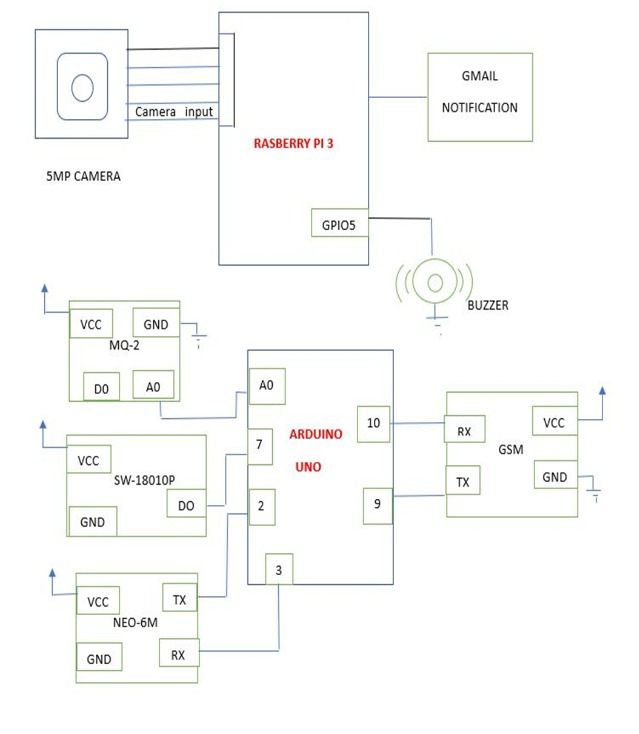 GMAIL
NOTIFICATION
Camera input
RASBERRY PI 3
5MP CAMERA
GPIO5
BUZZER
VCC
GND
MQ-2
D0
A0
A0
10
ARDUINO
UNO
7
RX
VCC
GSM
VCC
SW-18010P
DO
GND
2
9
TX
GND
3
VCC
TX
NEO-6M
GND
RX